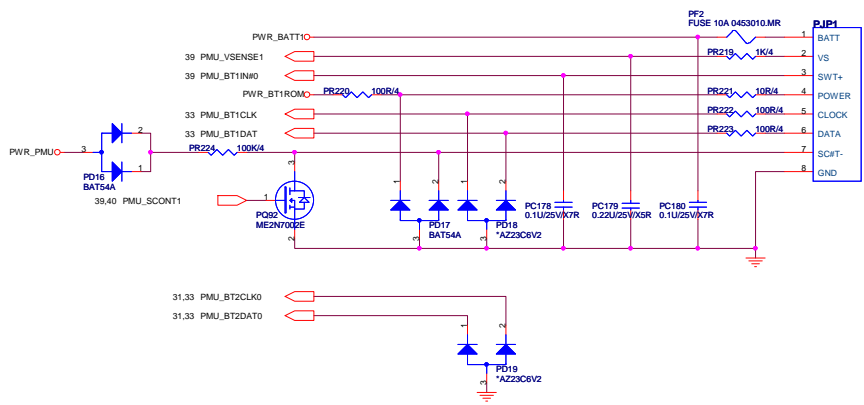 PF2
FUSE 10A 0453010.MR
PJP1
PWR_BATT1
1
BATT
39 PMU_VSENSE1
PR219
1K/4
2
VS
39 PMU_BT1IN#0
3
SWT+
PWR_BT1ROM
PR220
100R/4
PR221
10R/4
4
POWER
33 PMU_BT1CLK
PR222
100R/4
5
CLOCK
33 PMU_BT1DAT
PR223
100R/4
6
DATA
PWR_PMU
3
2
1
PR224
100K/4
7
SC#T-
PD16
BAT54A
8
GND
39,40 PMU_SCONT1
3
1
2
PQ92
ME2N7002E
1
2
3
PD17
BAT54A
1
2
3
PD18
*AZ23C6V2
PC178
0.1U/25V/X7R
PC179
0.22U/25V/X5R
PC180
0.1U/25V/X7R
31,33 PMU_BT2CLK0
31,33 PMU_BT2DAT0
1
2
3
PD19
*AZ23C6V2